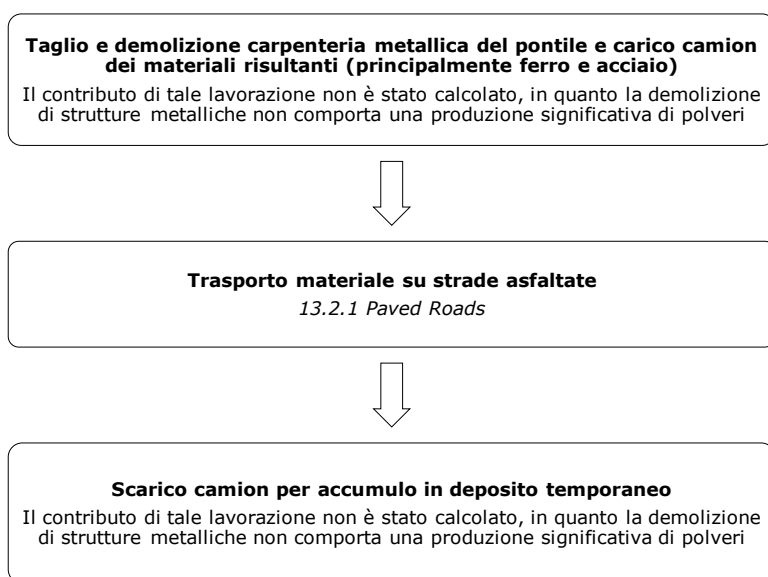 Taglio e demolizione carpenteria metallica del pontile e carico camion
dei materiali risultanti (principalmente ferro e acciaio)
Il contributo di tale lavorazione non è stato calcolato, in quanto la demolizione
di strutture metalliche non comporta una produzione significativa di polveri
Trasporto materiale su strade asfaltate
13.2.1 Paved Roads
Scarico camion per accumulo in deposito temporaneo
Il contributo di tale lavorazione non è stato calcolato, in quanto la demolizione
di strutture metalliche non comporta una produzione significativa di polveri